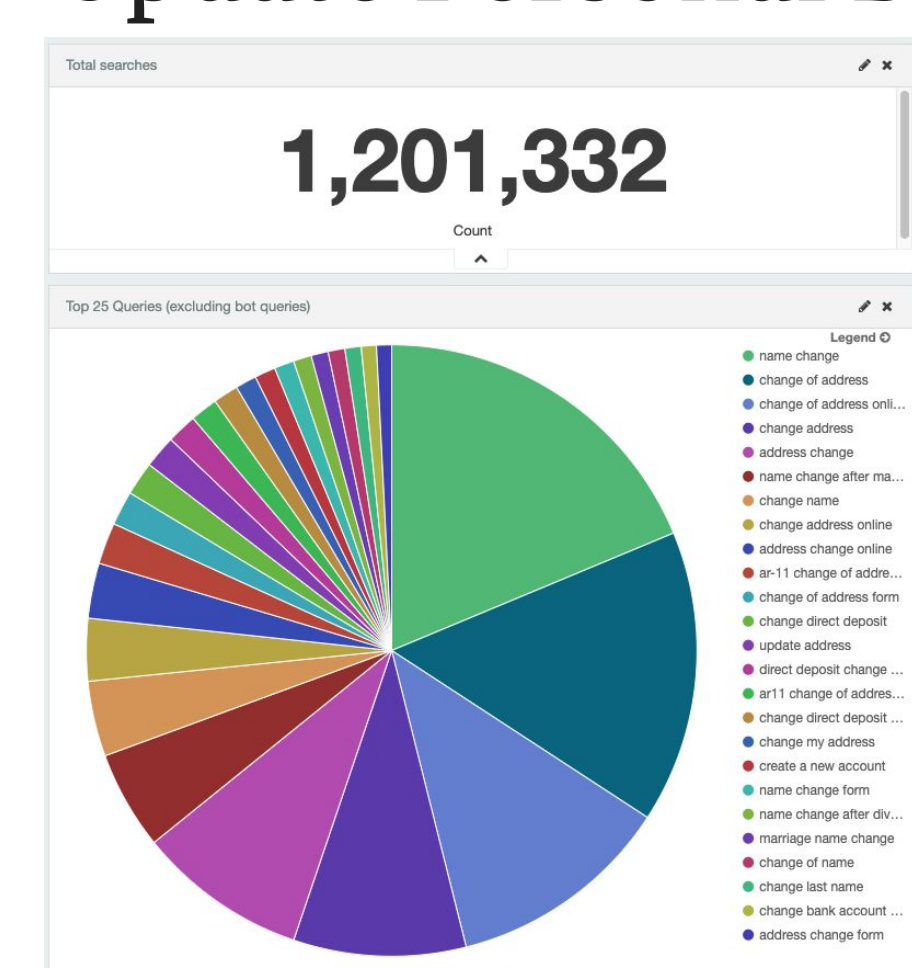 Total searches
1,201,332
Count
Top 25 Queries (excluding bot queries)
Legend
name change
change of address
change of address onli...
change address
address change
name change after ma...
change name
change address online
address change online
ar-11 change of addre...
change of address form
change direct deposit
update address
direct deposit change ...
ar11 change of addres...
change direct deposit ...
change my address
create a new account
name change form
name change after div...
marriage name change
change of name
change last name
change bank account ...
address change form